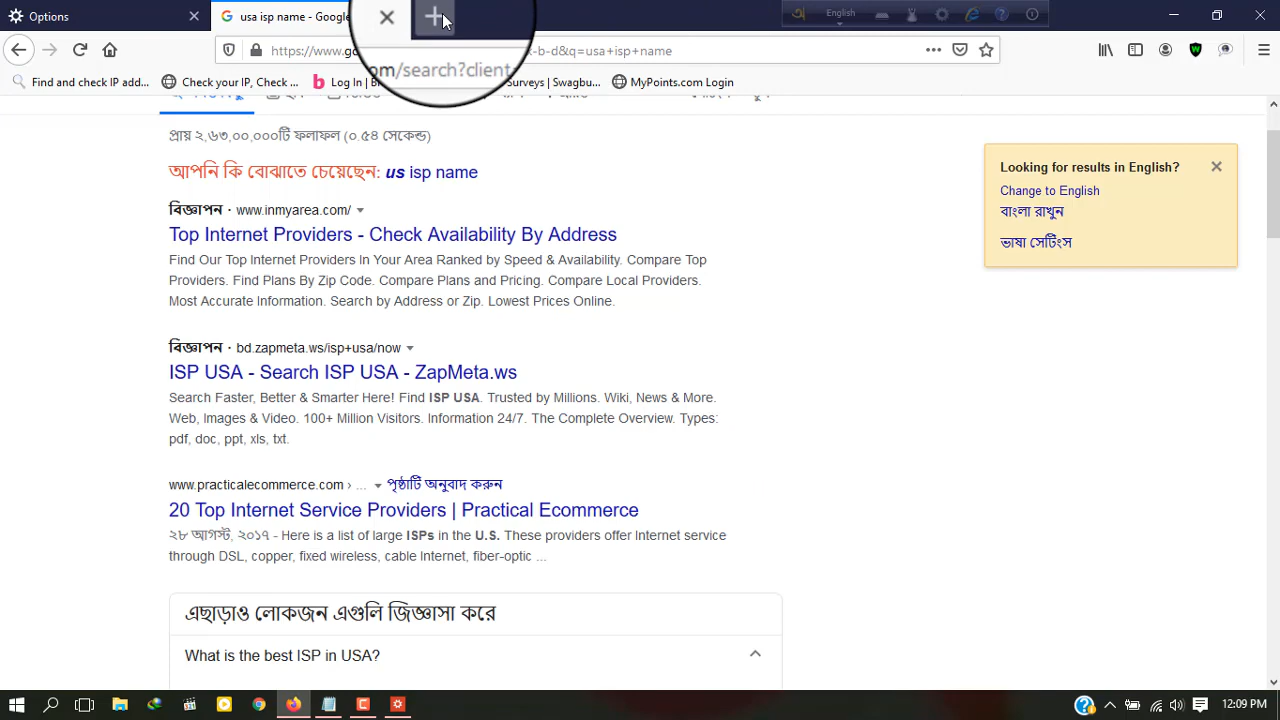 Options
usa isp name - Google
English
https://www.go
om/search?client
-b-d&q=usa+isp+name
Find and check IP add...
Check your IP, Check ...
Log In | B
Surveys | Swagbu...
MyPoints.com Login
প্রায় ২,৬৩,০০,০০০টি ফলাফল (০.৫৪ সেকেন্ড)
আপনি কি বোঝাতে চেয়েছেন: us isp name
বিজ্ঞাপন · www.inmyarea.com/
Top Internet Providers - Check Availability By Address
Find Our Top Internet Providers In Your Area Ranked by Speed & Availability. Compare Top
Providers. Find Plans By Zip Code. Compare Plans and Pricing. Compare Local Providers.
Most Accurate Information. Search by Address or Zip. Lowest Prices Online.
বিজ্ঞাপন · bd.zapmeta.ws/isp+usa/now
ISP USA - Search ISP USA - ZapMeta.ws
Search Faster, Better & Smarter Here! Find ISP USA. Trusted by Millions. Wiki, News & More.
Web, Images & Video. 100+ Million Visitors. Information 24/7. The Complete Overview. Types:
pdf, doc, ppt, xls, txt.
www.practicalecommerce.com › ... পৃষ্ঠাটি অনুবাদ করুন
20 Top Internet Service Providers | Practical Ecommerce
২৮ আগস্ট, ২০১৭ - Here is a list of large ISPs in the U.S. These providers offer Internet service
through DSL, copper, fixed wireless, cable Internet, fiber-optic ...
এছাড়াও লোকজন এগুলি জিজ্ঞাসা করে
What is the best ISP in USA?
Looking for results in English?
Change to English
বাংলা রাখুন
ভাষা সেটিংস
12:09 PM